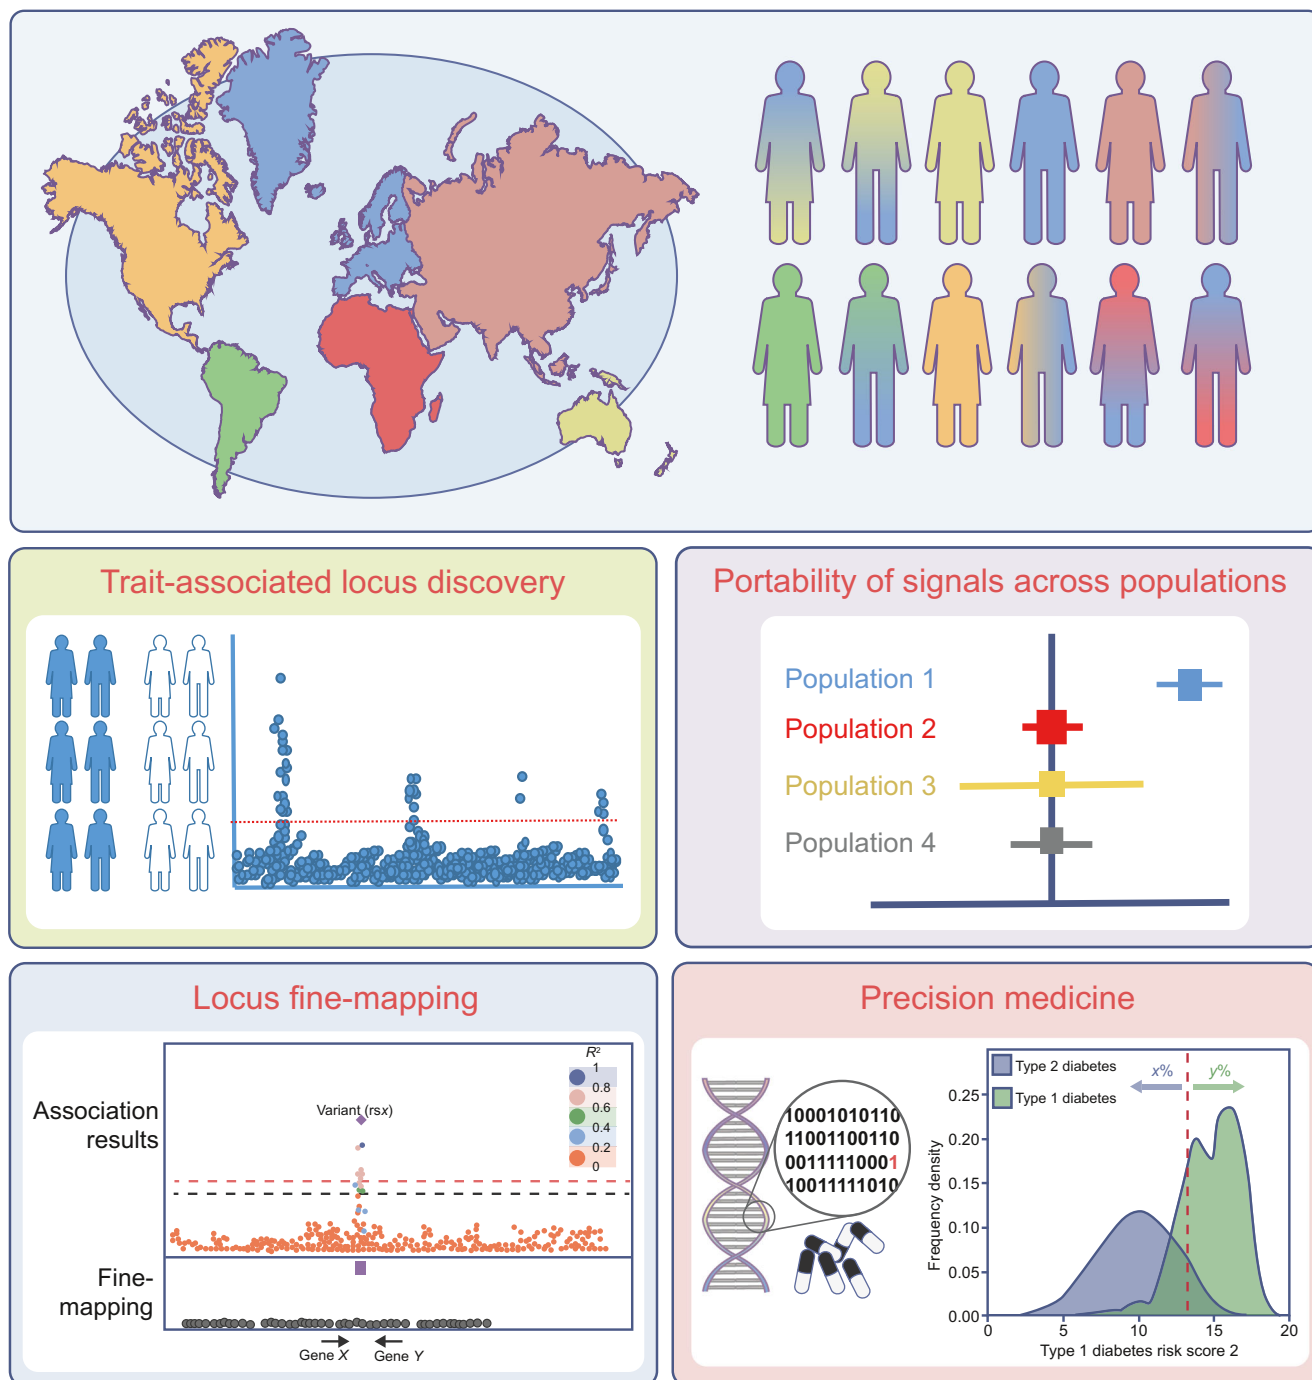 Trait-associated locus discovery
Portability of signals across populations
Population 1
Population 2
Population 3
Population 4
Locus fine-mapping
Association
results
Variant (rsx)
R²
1
0.8
0.6
0.4
0.2
0
Fine-
mapping
Gene X
Gene Y
Precision medicine
10001010110
11001100110
00111110001
10011111010
Type 2 diabetes
Type 1 diabetes
x%
y%
Frequency density
0.25
0.20
0.15
0.10
0.05
0.00
0
5
10
15
20
Type 1 diabetes risk score 2